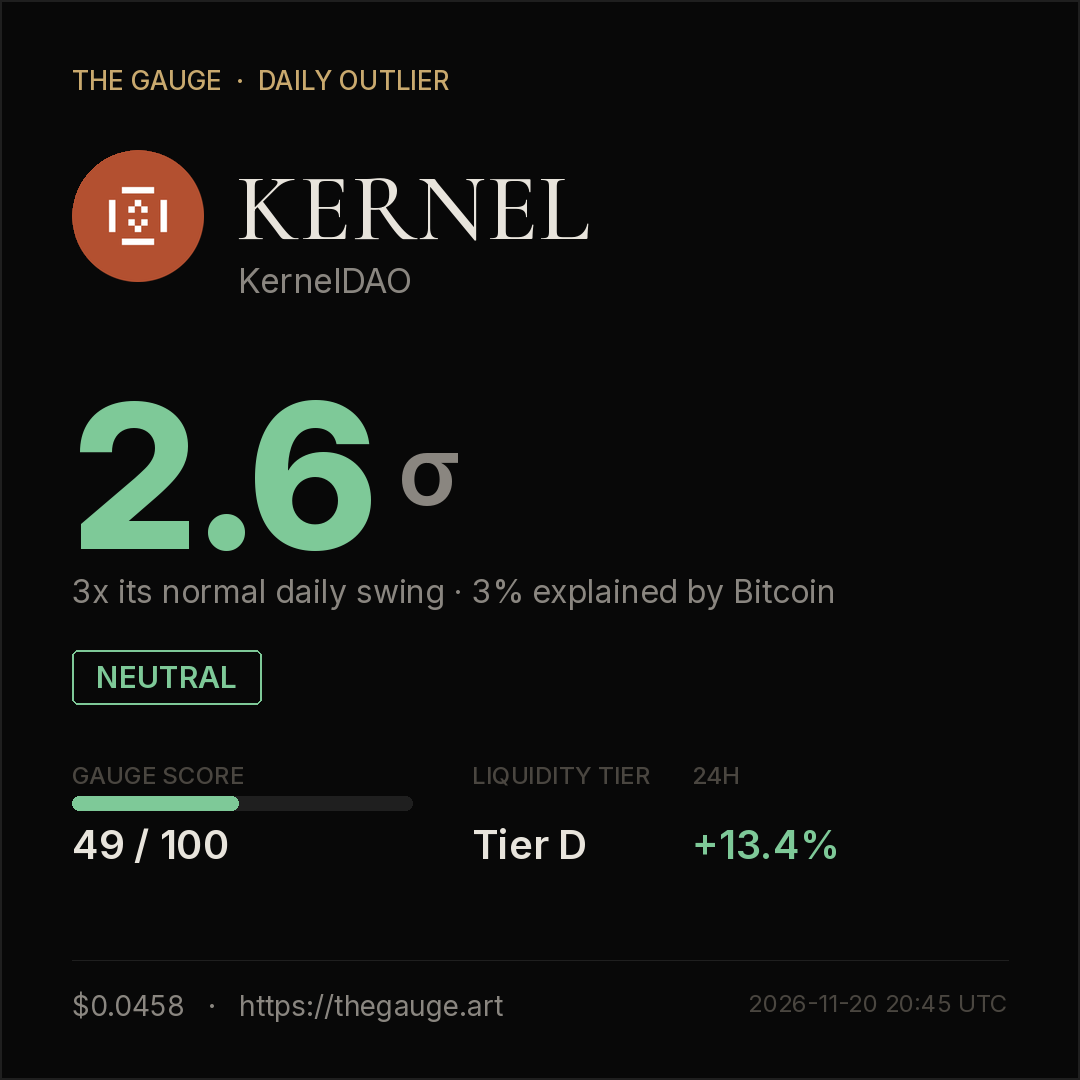 THE GAUGE · DAILY OUTLIER
KERNEL
KernelDAO
2.6 σ
3x its normal daily swing · 3% explained by Bitcoin
NEUTRAL
GAUGE SCORE LIQUIDITY TIER 24H
49 / 100 Tier D +13.4%
$0.0458 · https://thegauge.art 2026-11-20 20:45 UTC